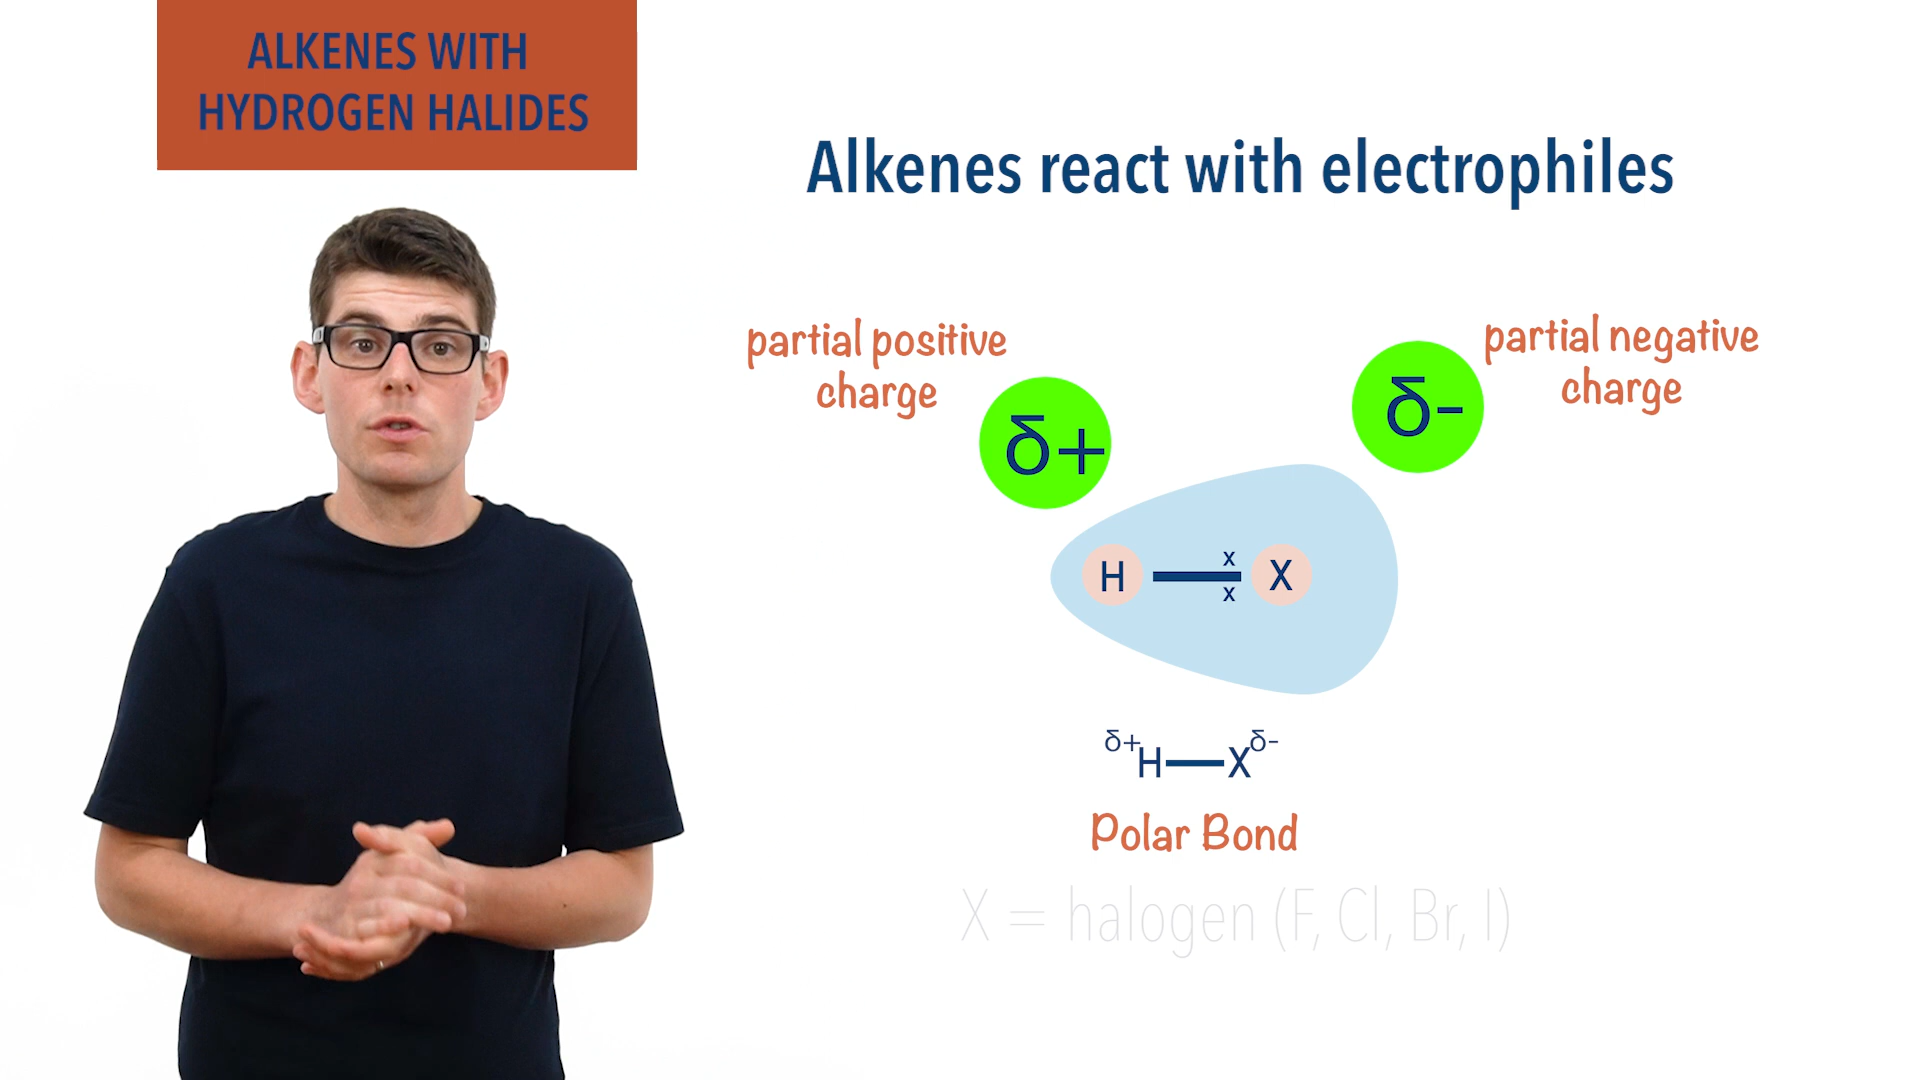 ALKENES WITH
HYDROGEN HALIDES
Alkenes react with electrophiles
partial positive
charge
δ+
δ-
partial negative
charge
H x x X
δ+H—Xδ-
Polar Bond
X = halogen (F, Cl, Br, I)